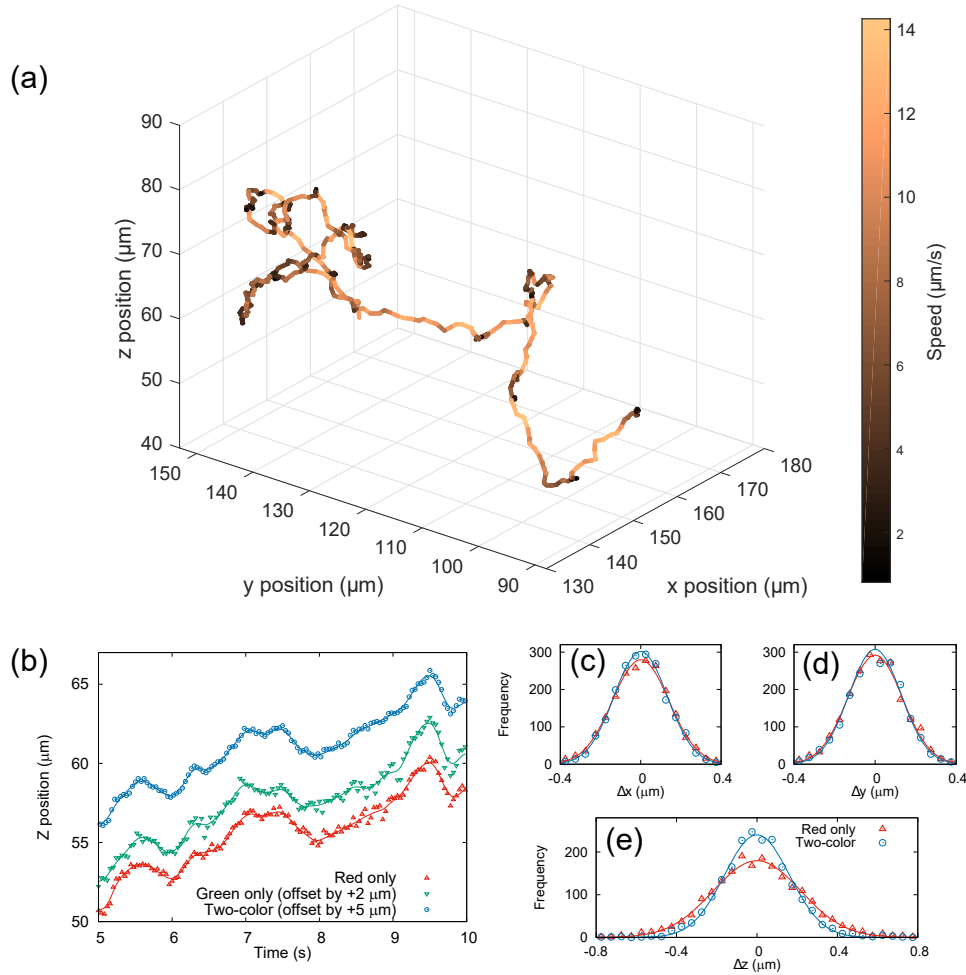 (a)
90
80
70
60
50
40
z position (µm)
150
140
130
120
110
100
90
y position (µm)
130
140
150
160
170
180
x position (µm)
14
12
10
8
6
4
2
Speed (µm/s)
(b)
65
60
55
50
Z position (µm)
5 6 7 8 9 10
Time (s)
Red only
Green only (offset by +2 µm)
Two-color (offset by +5 µm)
(c)
300
200
100
0
Frequency
-0.4 0 0.4
Δx (µm)
(d)
300
200
100
0
-0.4 0 0.4
Δy (µm)
(e)
Red only
Two-color
200
100
0
Frequency
-0.8 -0.4 0 0.4 0.8
Δz (µm)